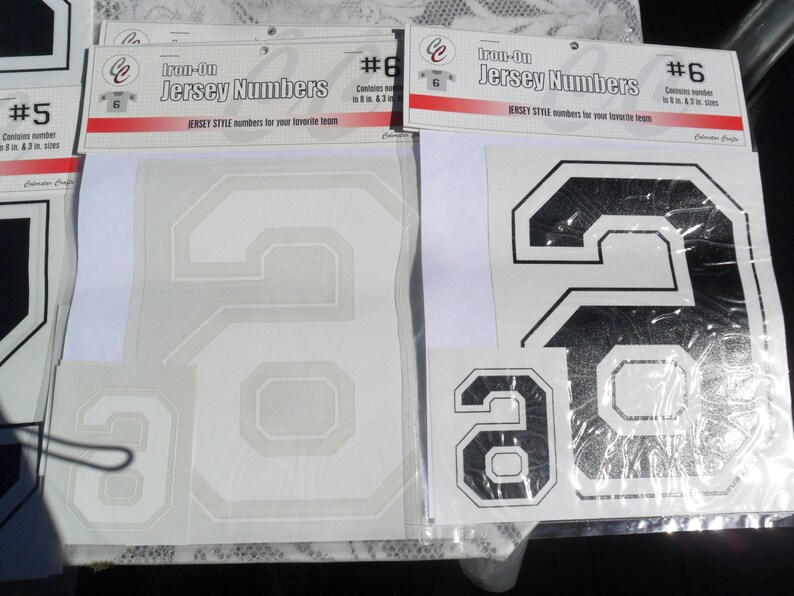 #5
Contains number
in 8 in. & 3 in. sizes
Colorstar Crafts
CC
6
Iron-On
Jersey Numbers
#6
Contains number
in 8 in. & 3 in.
JERSEY STYLE numbers for your favorite team
Colorstar Crafts
CC
6
Iron-On
Jersey Numbers
#6
Contains number
in 8 in. & 3 in. sizes
JERSEY STYLE numbers for your favorite team
Colorstar Crafts